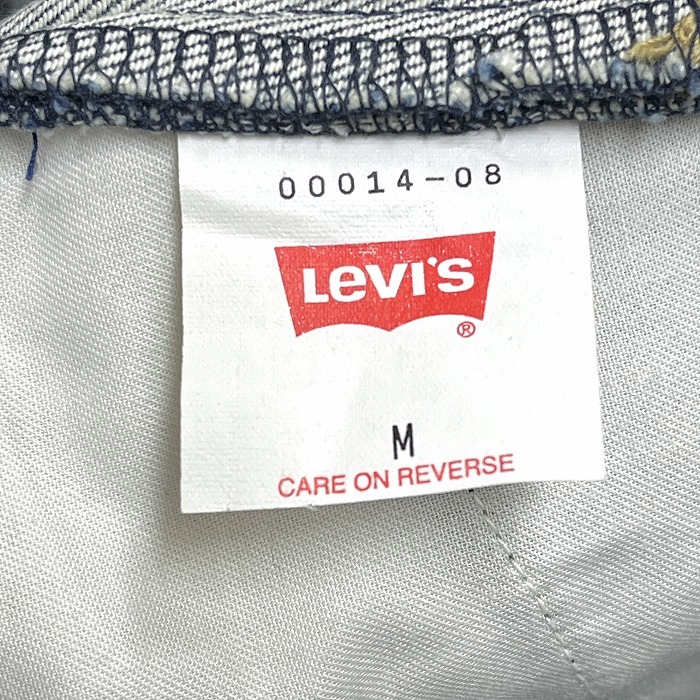 00014-08
LEVI'S
®
M
CARE ON REVERSE